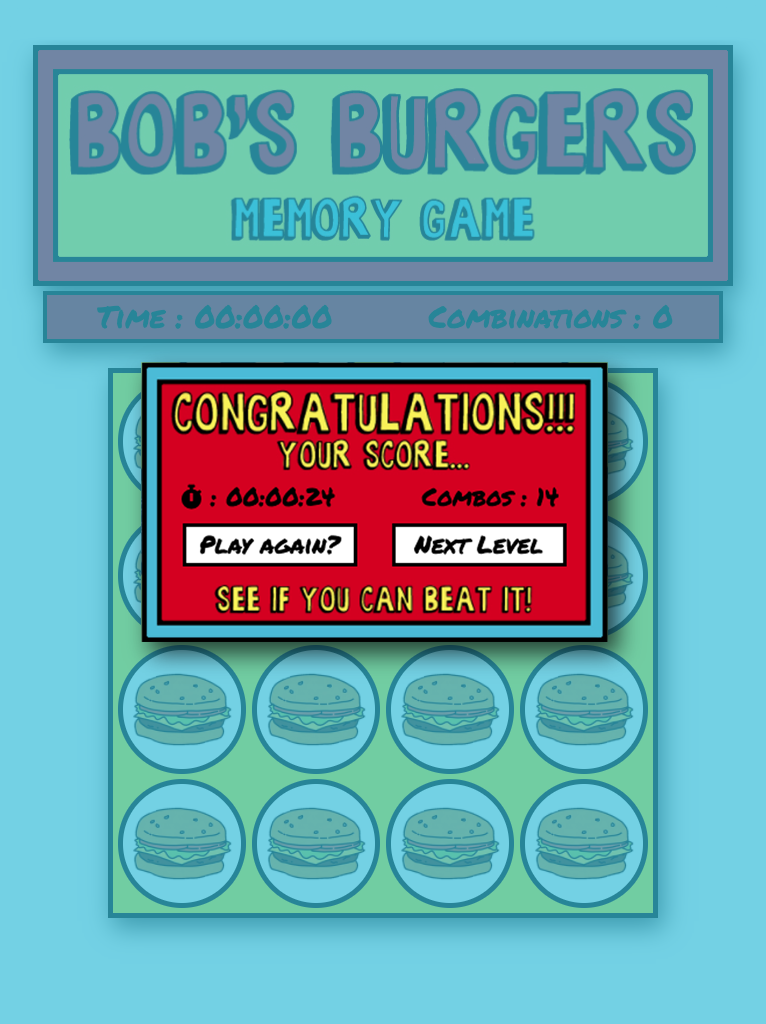 BOB'S BURGERS
MEMORY GAME
Time : 00:00:00 Combinations : 0
CONGRATULATIONS!!!
YOUR SCORE...
: 00:00:24 Combos : 14
Play again? Next Level
SEE IF YOU CAN BEAT IT!